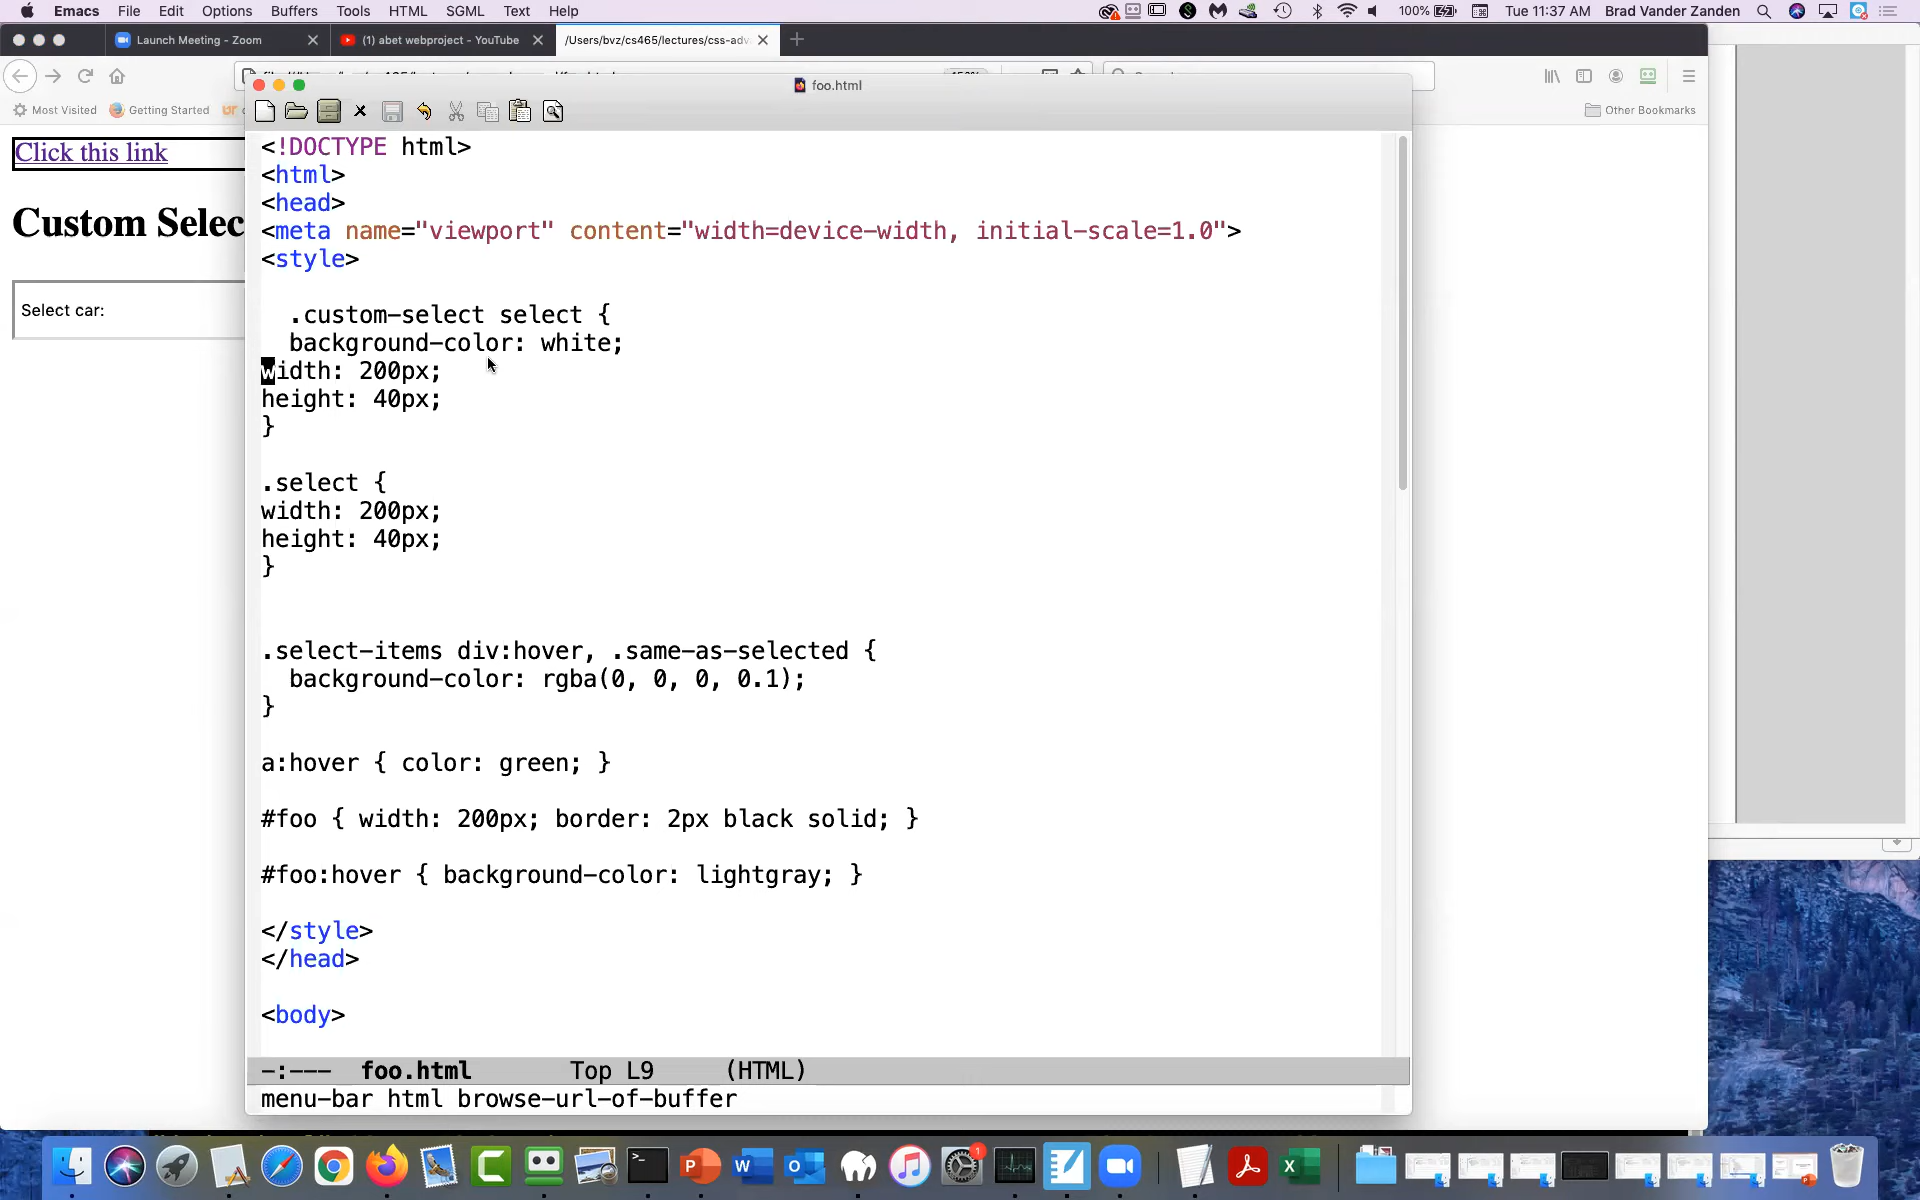 Emacs File Edit Options Buffers Tools HTML SGML Text Help
100% Tue 11:37 AM Brad Vander Zanden
Launch Meeting - Zoom
(1) abet webproject - YouTube
/Users/bvz/cs465/lectures/css-adv
Most Visited Getting Started
Other Bookmarks
foo.html
Click this link
Custom Selec
Select car:
<!DOCTYPE html>
<html>
<head>
<meta name="viewport" content="width=device-width, initial-scale=1.0">
<style>
.custom-select select {
background-color: white;
width: 200px;
height: 40px;
}
.select {
width: 200px;
height: 40px;
}
.select-items div:hover, .same-as-selected {
background-color: rgba(0, 0, 0, 0.1);
}
a:hover { color: green; }
#foo { width: 200px; border: 2px black solid; }
#foo:hover { background-color: lightgray; }
</style>
</head>
<body>
-:--- foo.html Top L9 (HTML)
menu-bar html browse-url-of-buffer